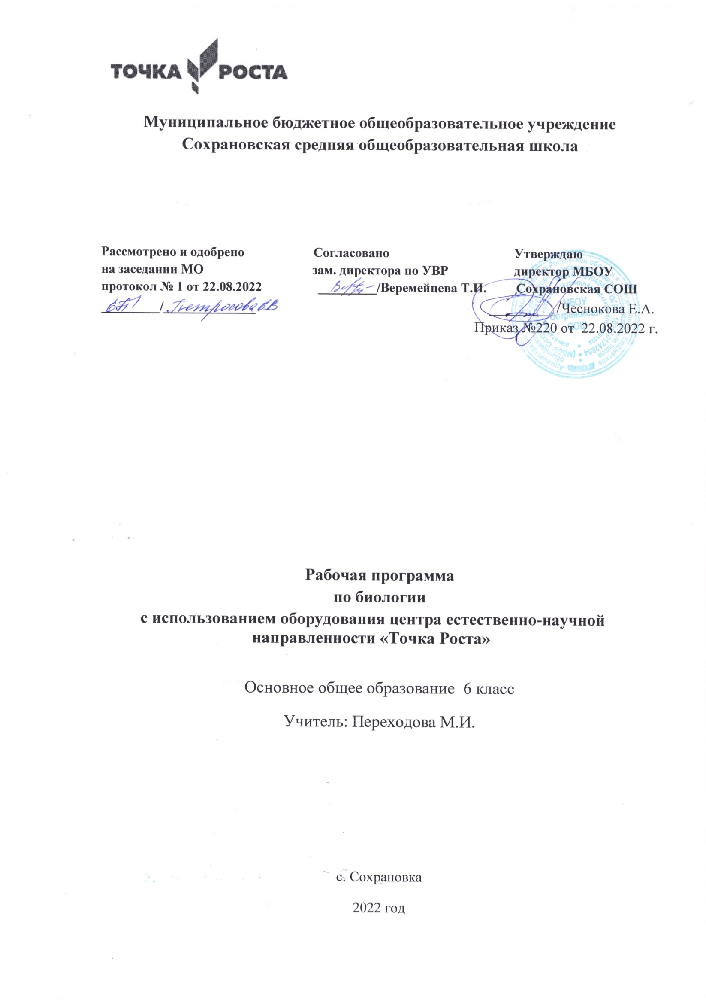 ТОЧКА РОСТА
Муниципальное бюджетное общеобразовательное учреждение
Сохрановская средняя общеобразовательная школа
Рассмотрено и одобрено
на заседании МО
протокол № 1 от 22.08.2022
/ Петросова ЕВ
Согласовано
зам. директора по УВР
/Веремейцева Т.И.
Утверждаю
директор МБОУ
Сохрановская СОШ
/Чеснокова Е.А.
Приказ №220 от 22.08.2022 г.
МБОУ
Сохрановская
СОШ
Рабочая программа
по биологии
с использованием оборудования центра естественно-научной
направленности «Точка Роста»
Основное общее образование 6 класс
Учитель: Переходова М.И.
с. Сохрановка
2022 год